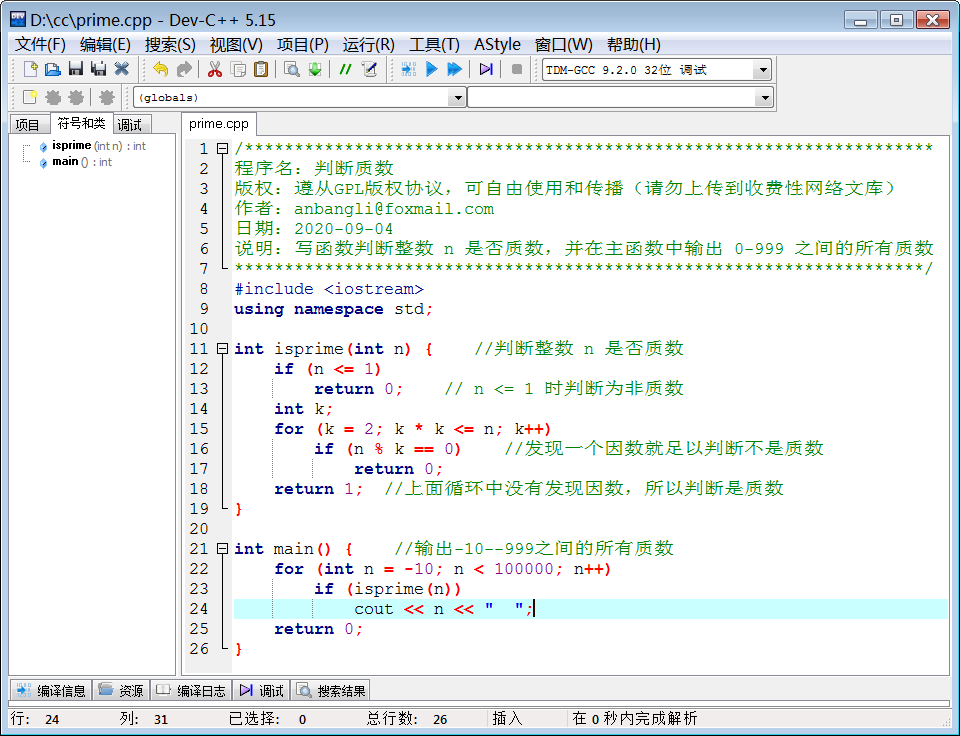 D:\cc\prime.cpp - Dev-C++ 5.15
文件(F) 编辑(E) 搜索(S) 视图(V) 项目(P) 运行(R) 工具(T) AStyle 窗口(W) 帮助(H)
TDM-GCC 9.2.0 32位 调试
(globals)
项目 符号和类 调试
prime.cpp
isprime (int n) : int
main () : int
1 /*********************************************************************
2 程序名：判断质数
3 版权：遵从GPL版权协议，可自由使用和传播（请勿上传到收费性网络文库）
4 作者：anbangli@foxmail.com
5 日期：2020-09-04
6 说明：写函数判断整数 n 是否质数，并在主函数中输出 0-999 之间的所有质数
7 *********************************************************************/
8 #include <iostream>
9 using namespace std;
10
11 int isprime(int n) {    //判断整数 n 是否质数
12     if (n <= 1)
13         return 0;    // n <= 1 时判断为非质数
14     int k;
15     for (k = 2; k * k <= n; k++)
16         if (n % k == 0)    //发现一个因数就足以判断不是质数
17             return 0;
18     return 1;  //上面循环中没有发现因数，所以判断是质数
19 }
20
21 int main() {    //输出-10--999之间的所有质数
22     for (int n = -10; n < 100000; n++)
23         if (isprime(n))
24             cout << n << "  ";
25     return 0;
26 }
编译信息 资源 编译日志 调试 搜索结果
行: 24 列: 31 已选择: 0 总行数: 26 插入 在 0 秒内完成解析